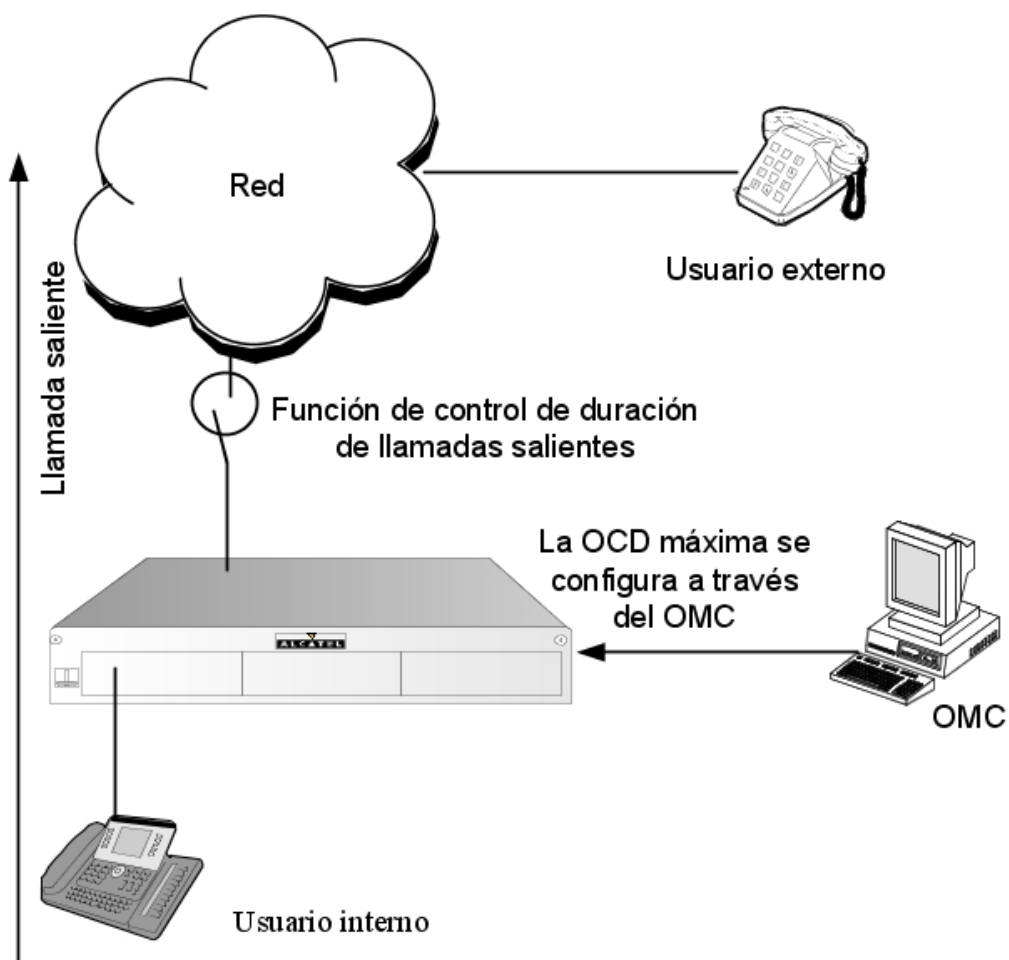 Red
Usuario externo
Llamada saliente
Función de control de duración
de llamadas salientes
La OCD máxima se
configura a través
del OMC
ALCATEL
OMC
Usuario interno